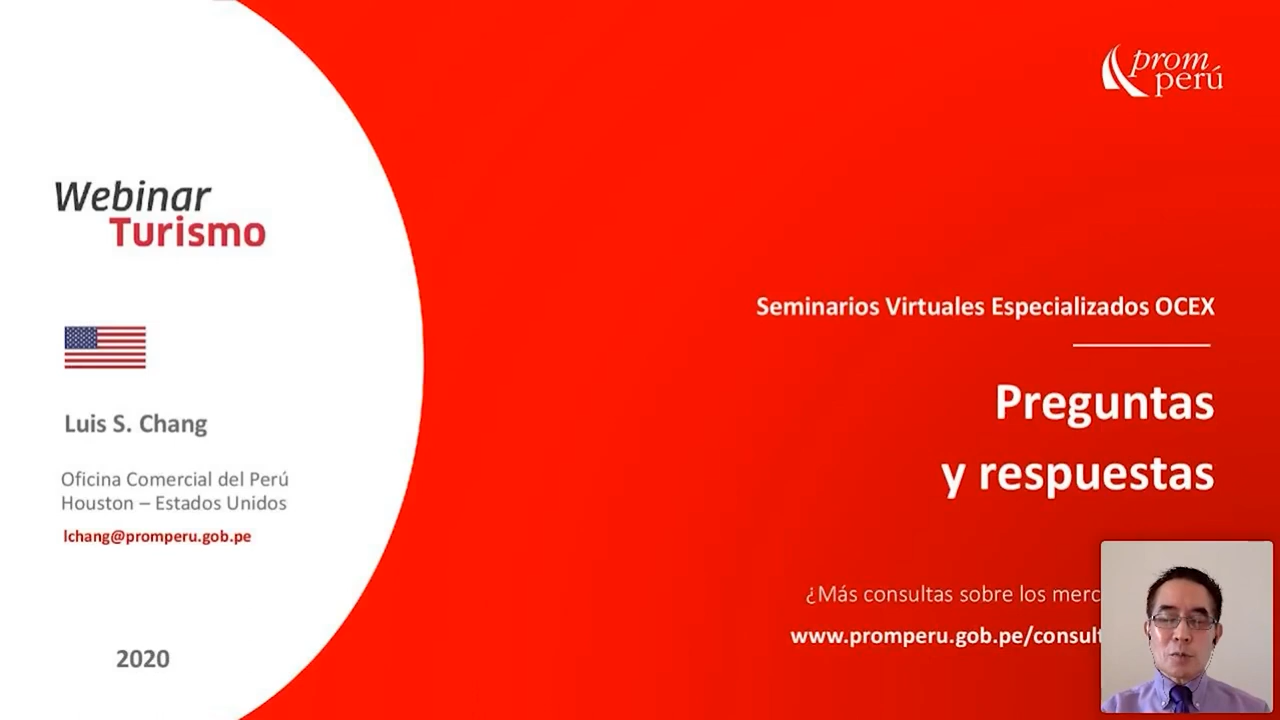 prom
perú
Webinar
Turismo
Luis S. Chang
Oficina Comercial del Perú
Houston – Estados Unidos
lchang@promperu.gob.pe
2020
Seminarios Virtuales Especializados OCEX
Preguntas
y respuestas
¿Más consultas sobre los
www.promperu.gob.pe/consult